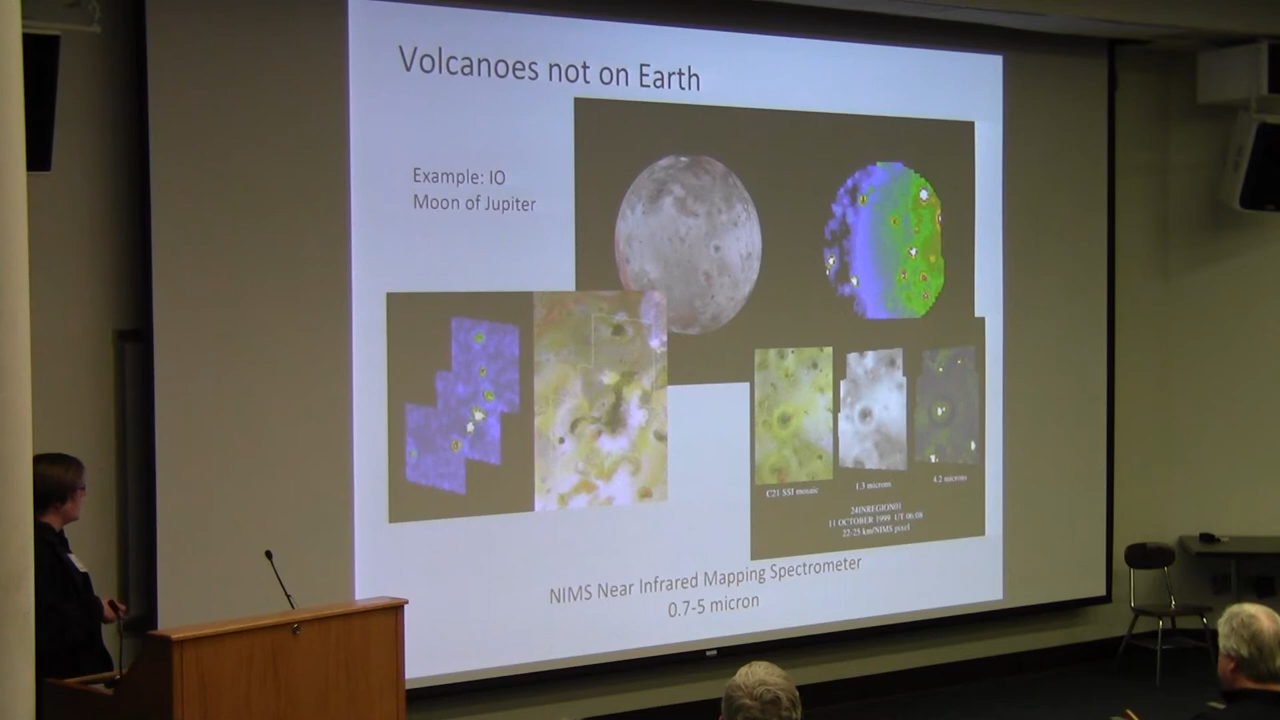 Volcanoes not on Earth
Example: IO
Moon of Jupiter
C21 SSI mosaic
1.3 microns
4.2 microns
24INREGION01
11 OCTOBER 1999 UT 06:08
22-25 km/NIMS pixel
NIMS Near Infrared Mapping Spectrometer
0.7-5 micron